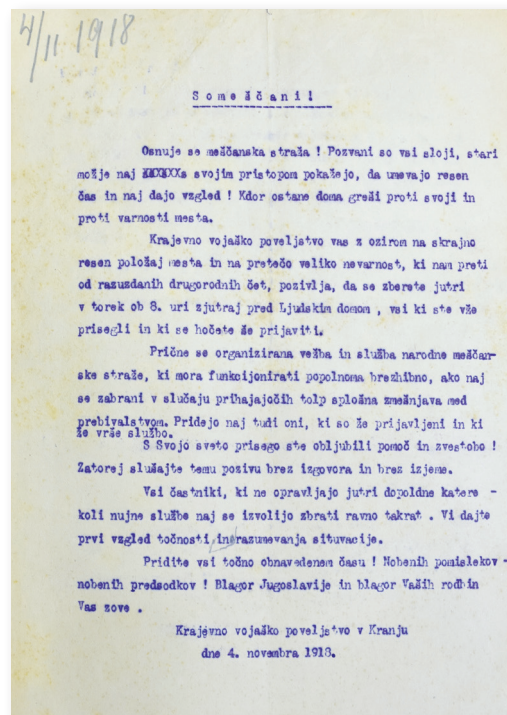 4/11 1918
Someščani!
Osnuje se meščanska straža ! Pozvani so vsi sloji, stari
možje naj XXXXXs svojim pristopom pokažejo, da umevajo resen
čas in naj dajo vzgled ! Kdor ostane doma greši proti svoji in
proti varnosti mesta.
Krajevno vojaško poveljstvo vas z ozirom na skrajno
resen položaj mesta in na pretečo veliko nevarnost, ki nam preti
od razuzdanih drugorodnih čet, pozivlja, da se zberete jutri
v torek ob 8. uri zjutraj pred Ljudskim domom , vsi ki ste vže
prisegli in ki se hočete še prijaviti.
Prične se organizirana vežba in služba narodne meščan-
ske straže, ki mora funkcijonirati popolnoma brezhibno, ako naj
se zabrani v slučaju prihajajočih tolp splošna zmešnjava med
prebivalstvom. Pridejo naj tudi oni, ki so že prijavljeni in ki
že vrše službo.
S Svojo sveto prisego ste obljubili pomoč in zvestobo !
Zatorej slušajte temu pozivu brez izgovora in brez izjeme.
Vsi častniki, ki ne opravljajo jutri dopoldne katere -
koli nujne službe naj se izvolijo zbrati ravno takrat . Vi dajte
prvi vzgled točnosti in razumevanja situvacije.
Pridite vsi točno obnavedenem času ! Nobenih pomislekov -
nobenih predsodkov ! Blagor Jugoslavije in blagor Vaših rodbin
Vas zove .
Krajevno vojaško poveljstvo v Kranju
dne 4. novembra 1918.